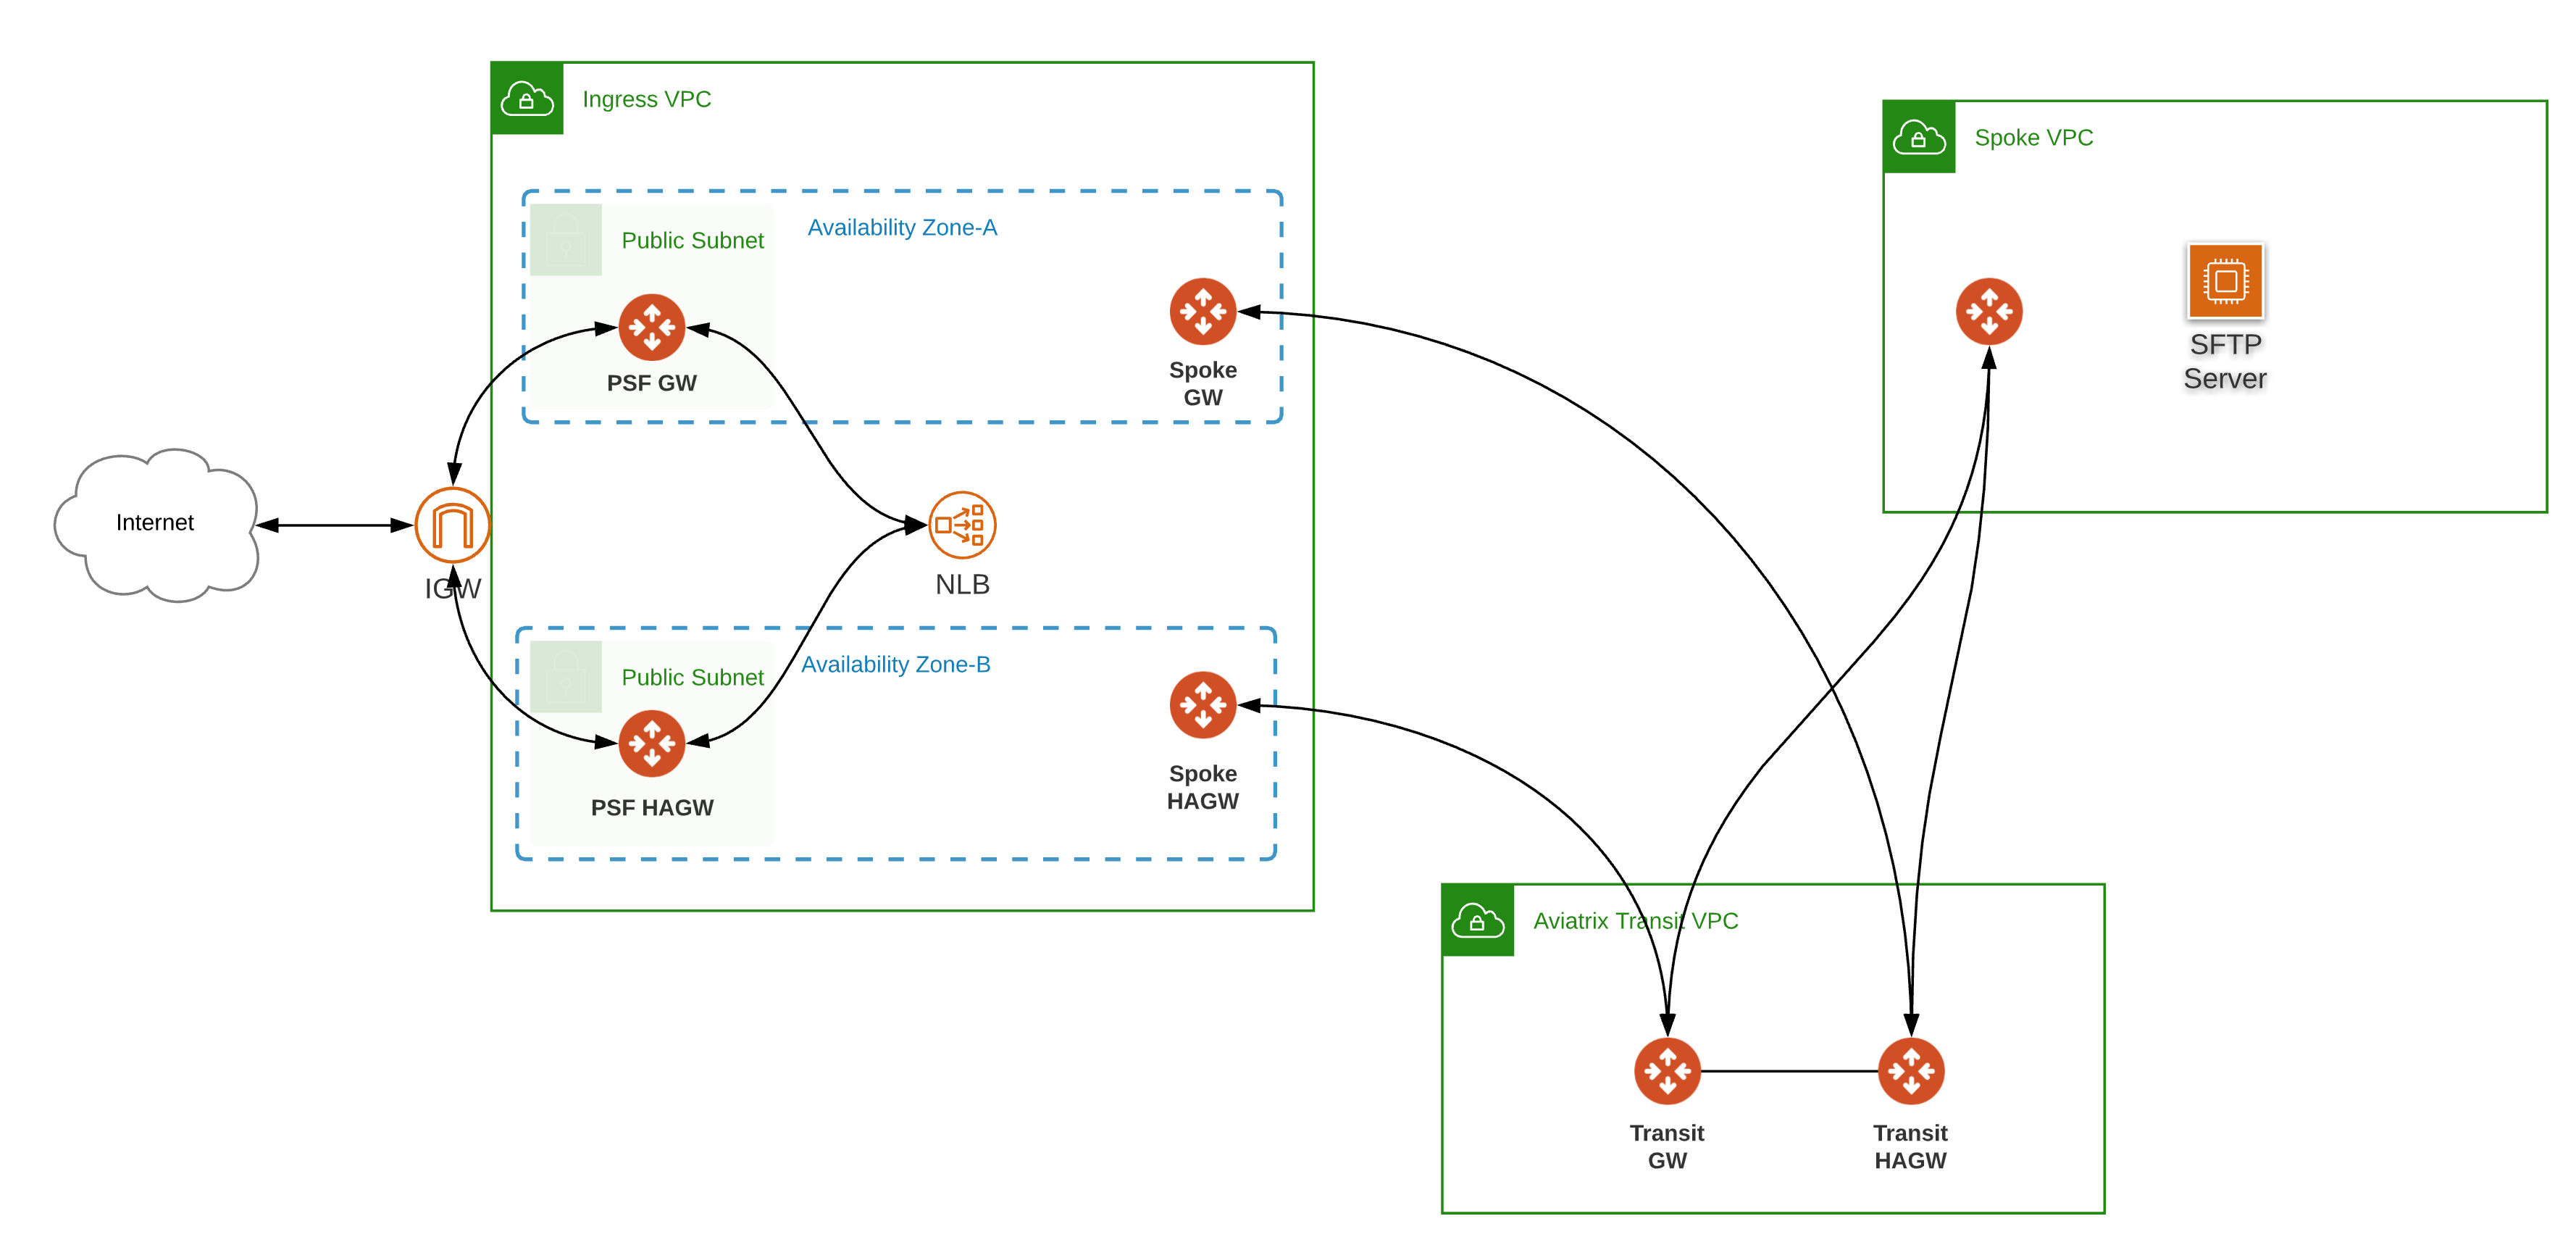 Ingress VPC
Spoke VPC
Public Subnet
Availability Zone-A
PSF GW
Spoke
GW
SFTP
Server
Internet
IGW
NLB
Public Subnet
Availability Zone-B
PSF HAGW
Spoke
HAGW
Aviatrix Transit VPC
Transit
GW
Transit
HAGW